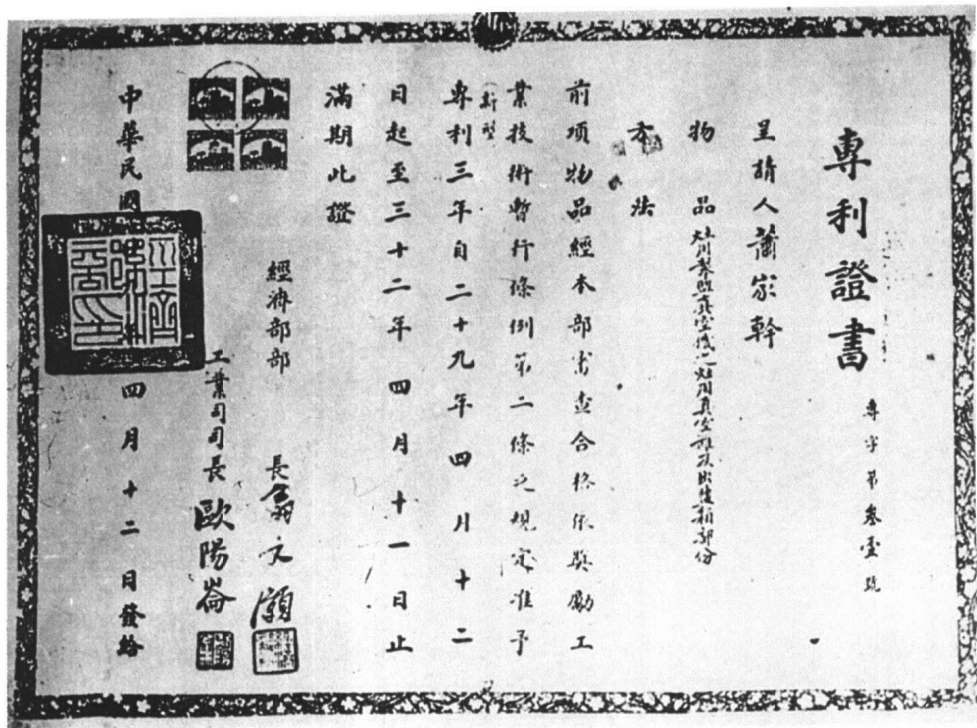 專利證書
專字第叁壹號
呈請人蕭家幹
物品
方法
前項物品經本部審查合格依獎勵工
業技術暫行條例第二條之規定准予
(新型)
專利三年自二十九年四月十二
日起至三十二年四月十一日止
滿期此證
經濟部部長翁文灝
工業司司長歐陽崙
中華民國 四月十二日發給